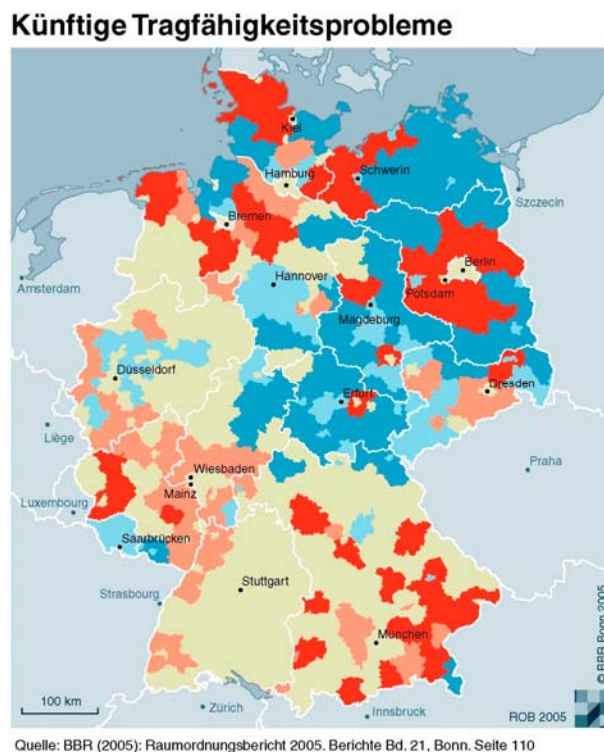 Künftige Tragfähigkeitsprobleme
Kiel
Hamburg
Schwerin
Szczecin
Bremen
Berlin
Potsdam
Amsterdam
Hannover
Magdeburg
Düsseldorf
Erfurt
Dresden
Liège
Praha
Wiesbaden
Mainz
Luxembourg
Saarbrücken
Stuttgart
Strasbourg
München
© BBR Bonn 2005
100 km
Zürich
Innsbruck
ROB 2005
Quelle: BBR (2005): Raumordnungsbericht 2005. Berichte Bd. 21, Bonn. Seite 110